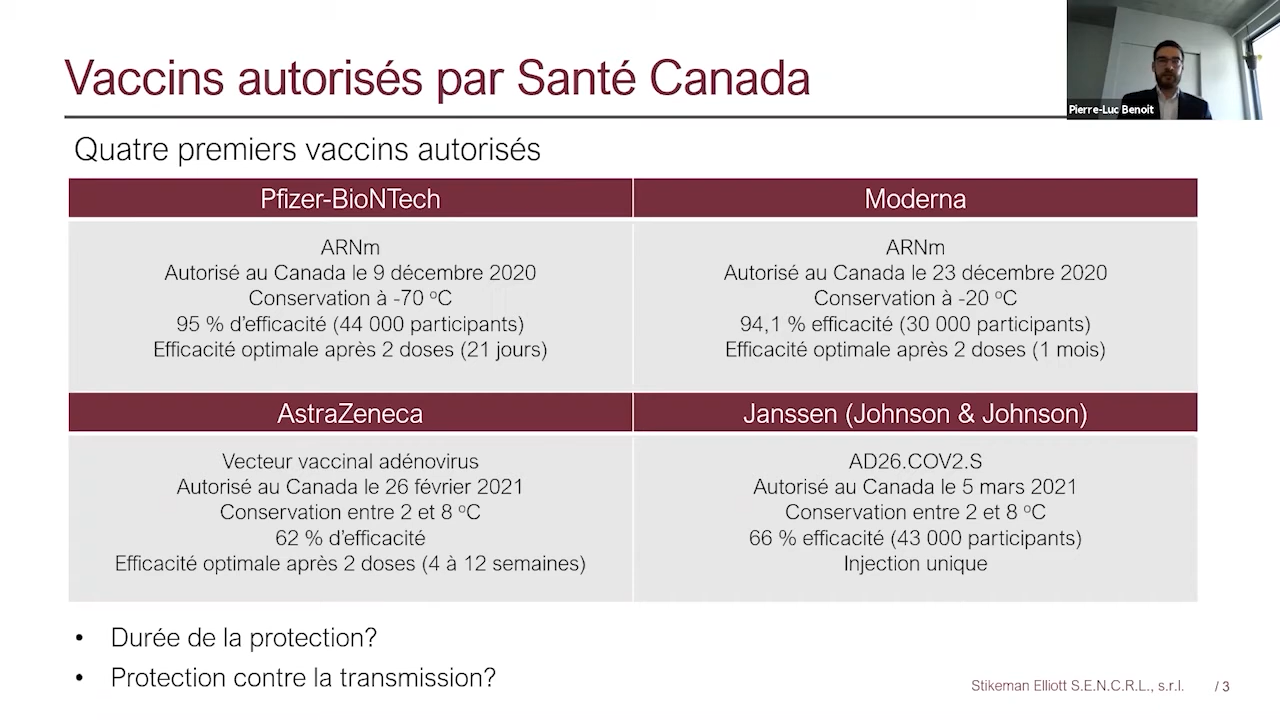 Vaccins autorisés par Santé Canada
Pierre-Luc Benoit
Quatre premiers vaccins autorisés
Pfizer-BioNTech
ARNm
Autorisé au Canada le 9 décembre 2020
Conservation à -70 ºC
95 % d'efficacité (44 000 participants)
Efficacité optimale après 2 doses (21 jours)
Moderna
ARNm
Autorisé au Canada le 23 décembre 2020
Conservation à -20 ºC
94,1 % efficacité (30 000 participants)
Efficacité optimale après 2 doses (1 mois)
AstraZeneca
Vecteur vaccinal adénovirus
Autorisé au Canada le 26 février 2021
Conservation entre 2 et 8 ºC
62 % d'efficacité
Efficacité optimale après 2 doses (4 à 12 semaines)
Janssen (Johnson & Johnson)
AD26.COV2.S
Autorisé au Canada le 5 mars 2021
Conservation entre 2 et 8 ºC
66 % efficacité (43 000 participants)
Injection unique
• Durée de la protection?
• Protection contre la transmission?
Stikeman Elliott S.E.N.C.R.L., s.r.l. / 3